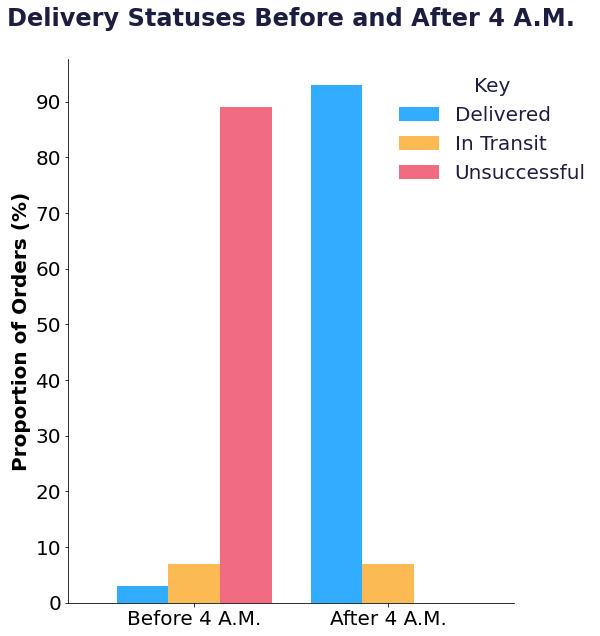 Delivery Statuses Before and After 4 A.M.
Key
Delivered
In Transit
Unsuccessful
Proportion of Orders (%)
90
80
70
60
50
40
30
20
10
0
Before 4 A.M.
After 4 A.M.